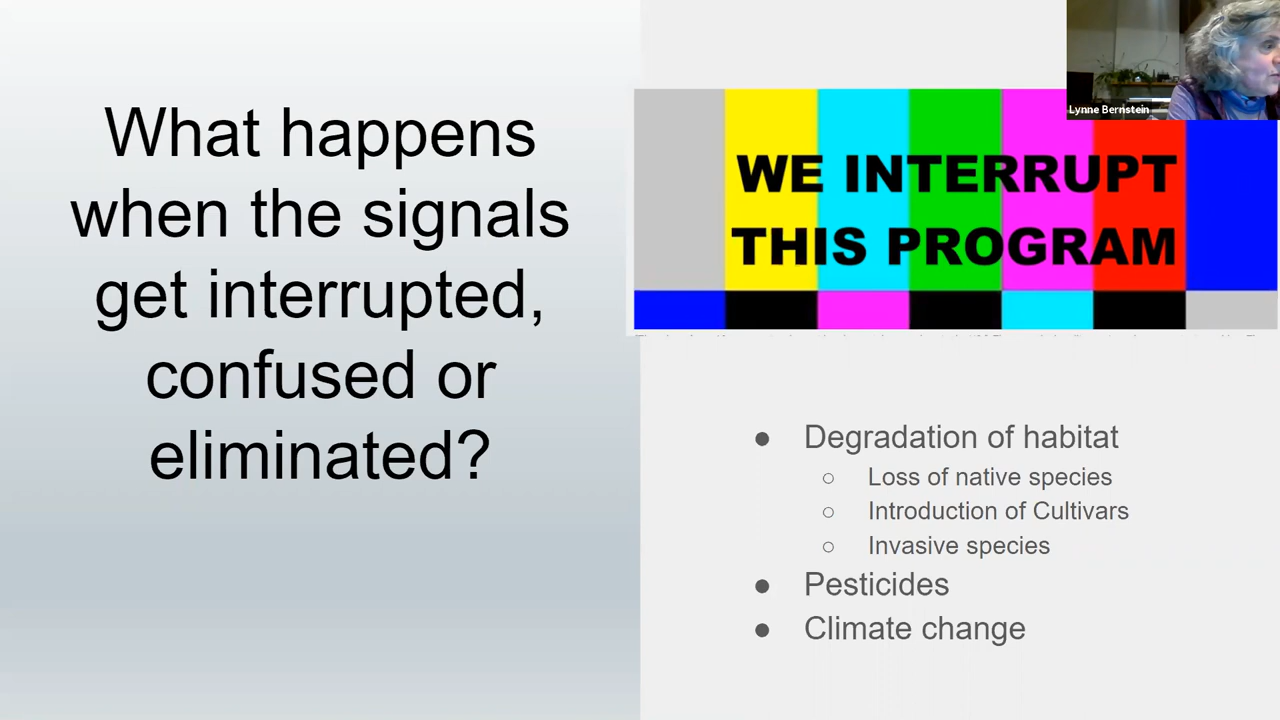 What happens
when the signals
get interrupted,
confused or
eliminated?
Lynne Bernstein
WE INTERRUPT
THIS PROGRAM
● Degradation of habitat
○ Loss of native species
○ Introduction of Cultivars
○ Invasive species
● Pesticides
● Climate change